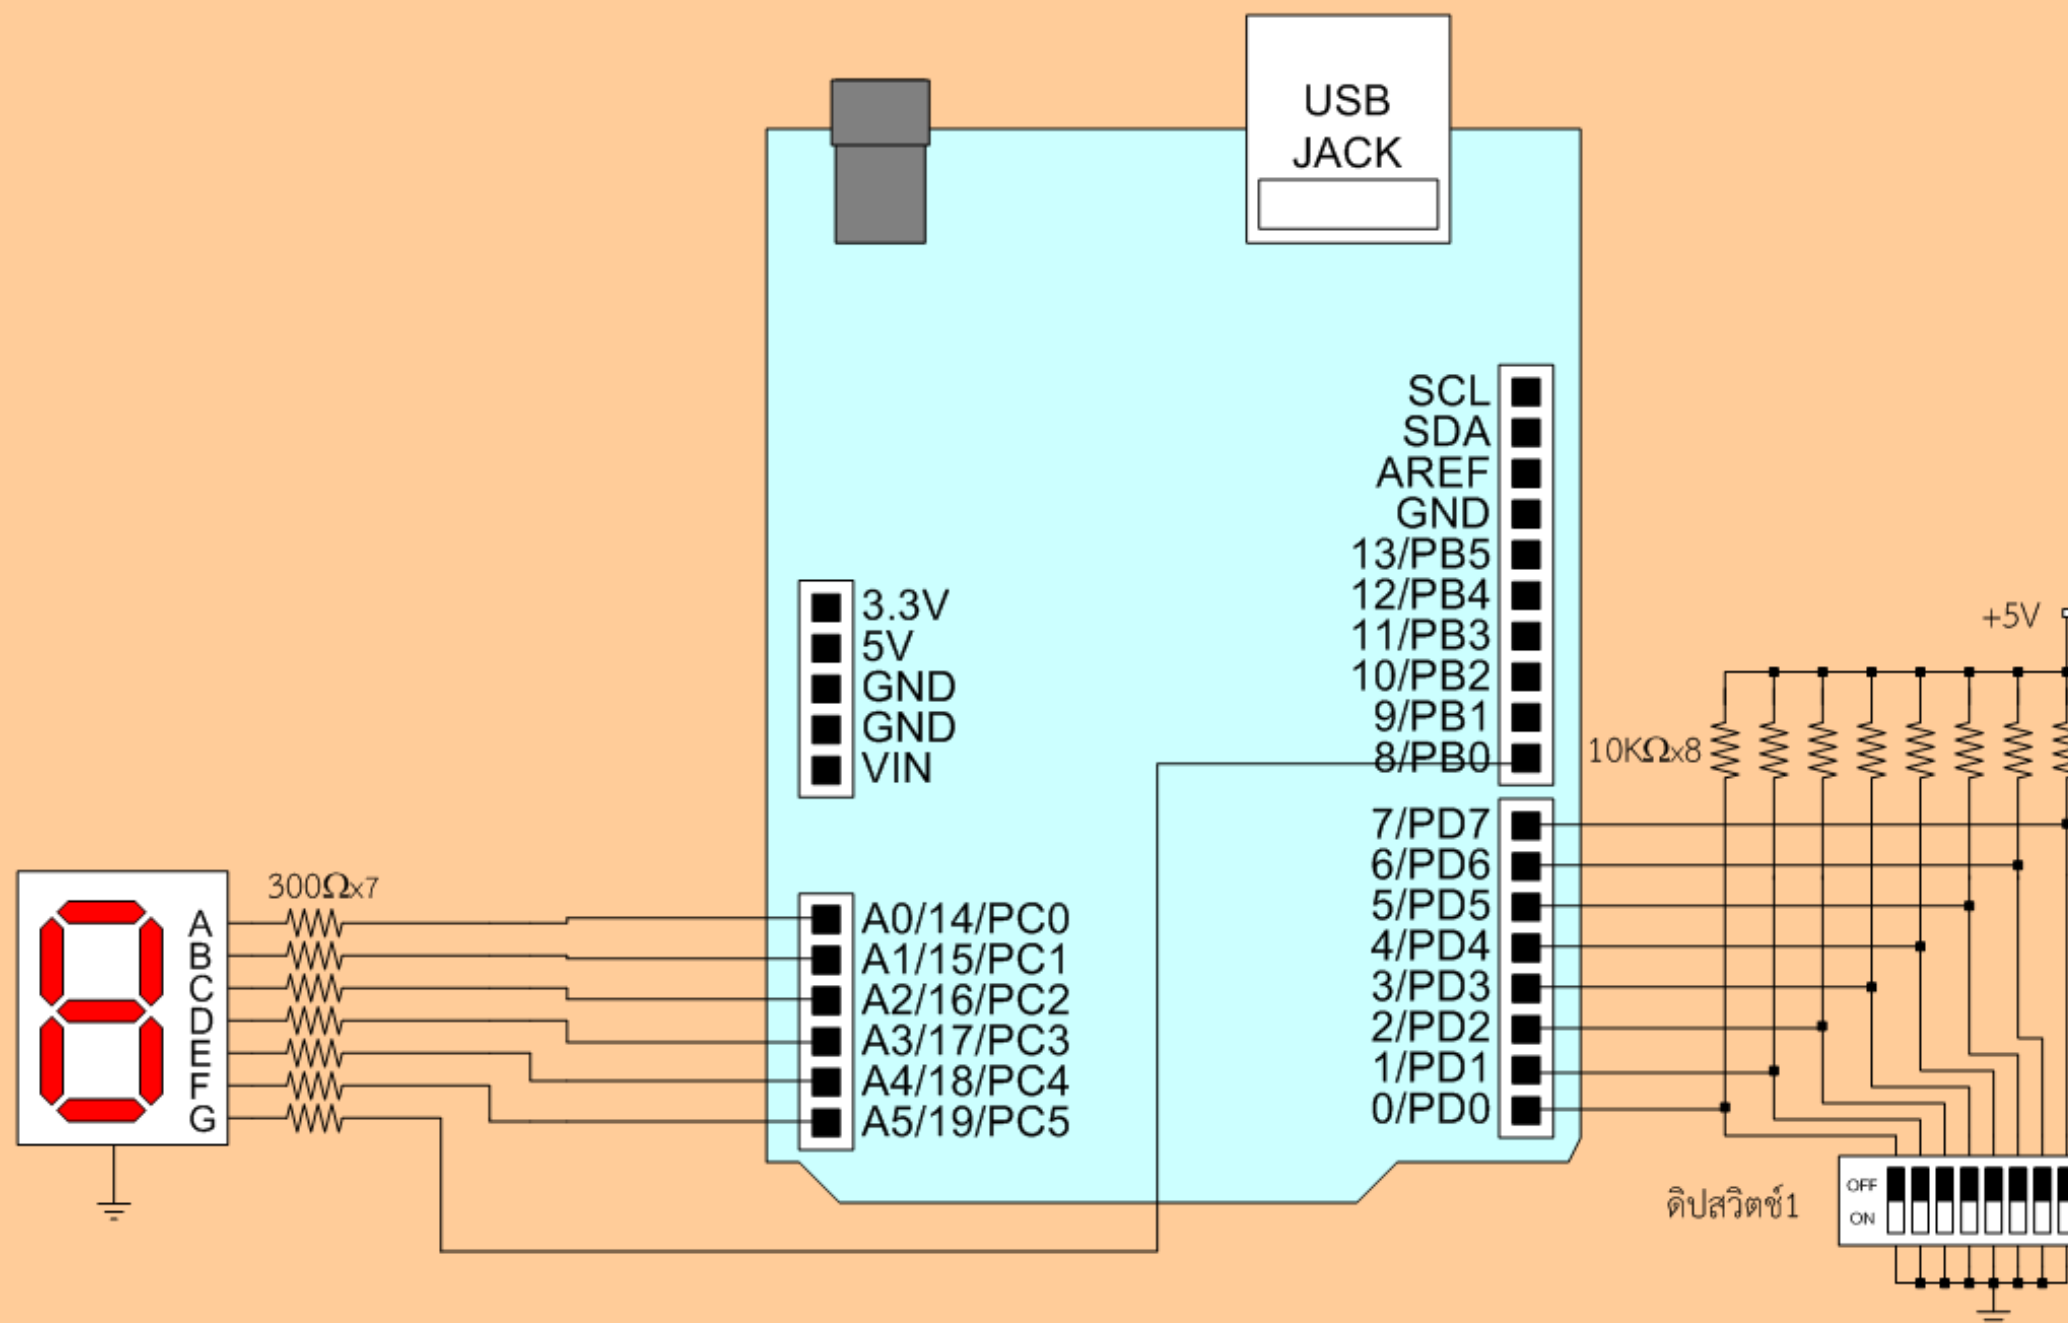 USB
JACK
SCL
SDA
AREF
GND
13/PB5
12/PB4
11/PB3
10/PB2
9/PB1
8/PB0
3.3V
5V
GND
GND
VIN
+5V
10KΩx8
7/PD7
6/PD6
5/PD5
4/PD4
3/PD3
2/PD2
1/PD1
0/PD0
300Ωx7
A
B
C
D
E
F
G
A0/14/PC0
A1/15/PC1
A2/16/PC2
A3/17/PC3
A4/18/PC4
A5/19/PC5
ดิปสวิตช์1
OFF
ON